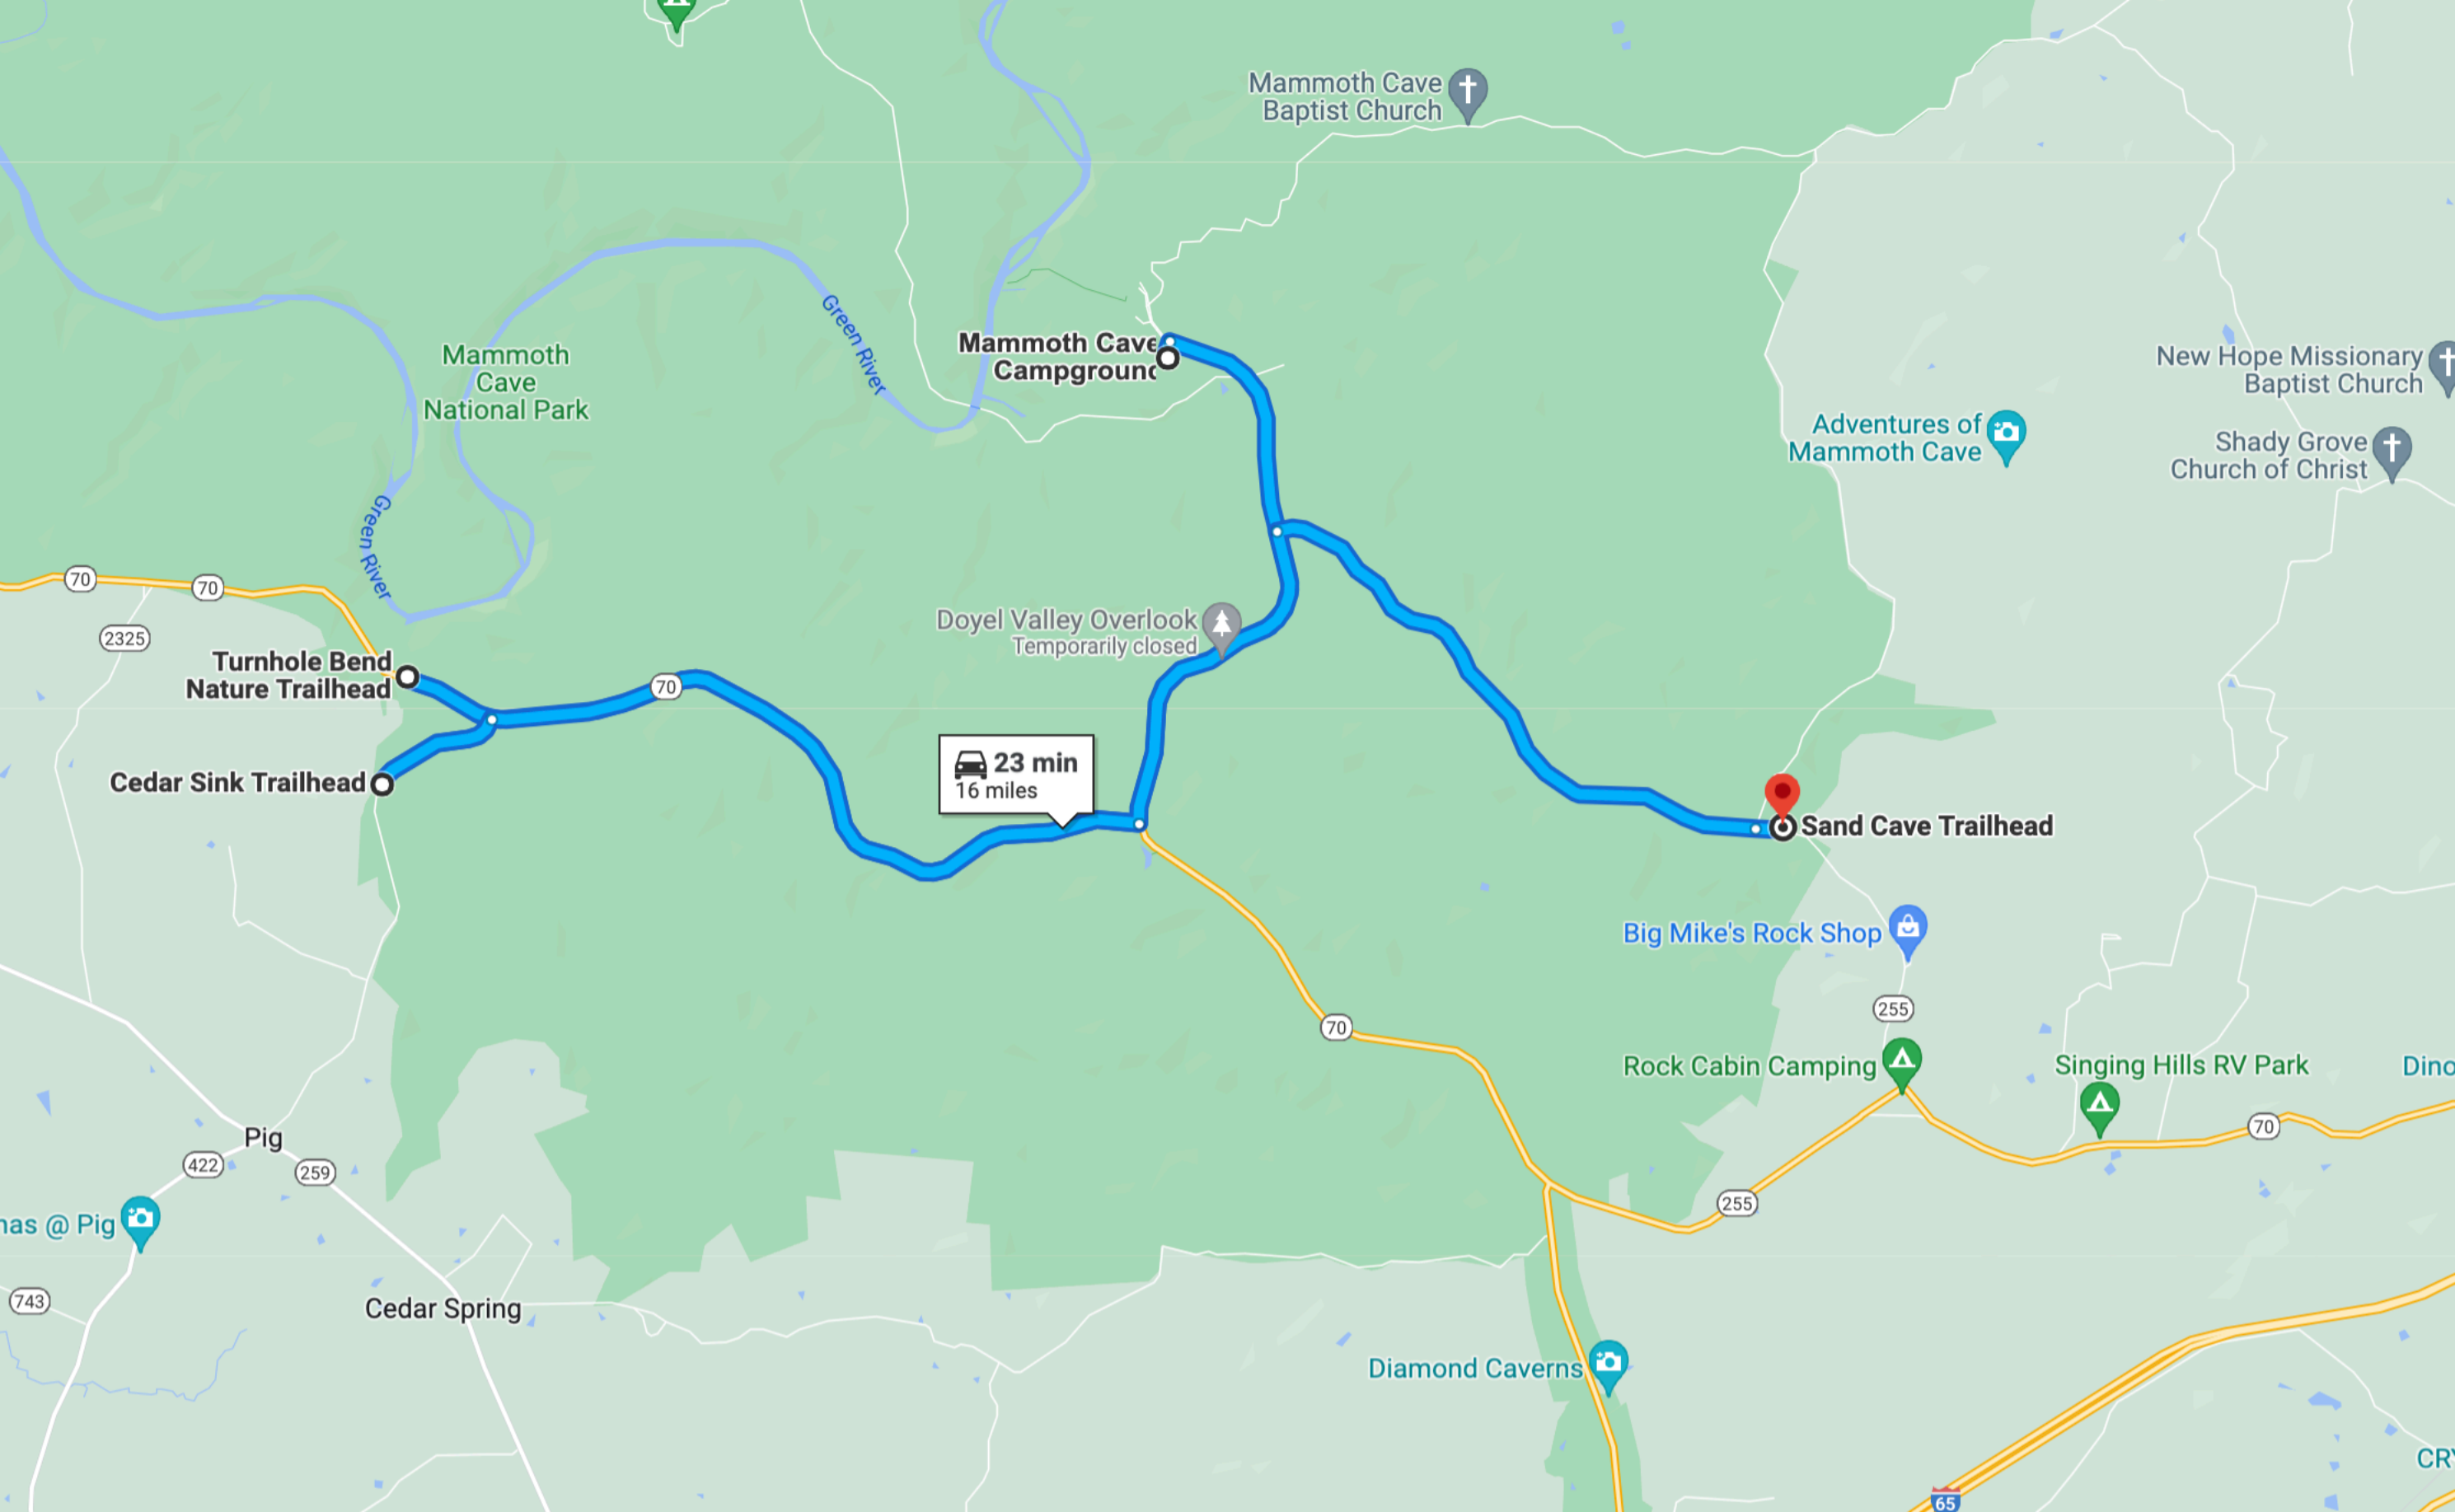 Mammoth Cave
Baptist Church
Green River
Mammoth
Cave
National Park
Mammoth Cave
Campground
New Hope Missionary
Baptist Church
Adventures of
Mammoth Cave
Shady Grove
Church of Christ
Green River
70
70
2325
Doyel Valley Overlook
Temporarily closed
Turnhole Bend
Nature Trailhead
70
23 min
16 miles
Cedar Sink Trailhead
Sand Cave Trailhead
Big Mike's Rock Shop
255
70
Rock Cabin Camping
Singing Hills RV Park
Dino
70
Pig
422
259
255
nas @ Pig
743
Cedar Spring
Diamond Caverns
CRY
65